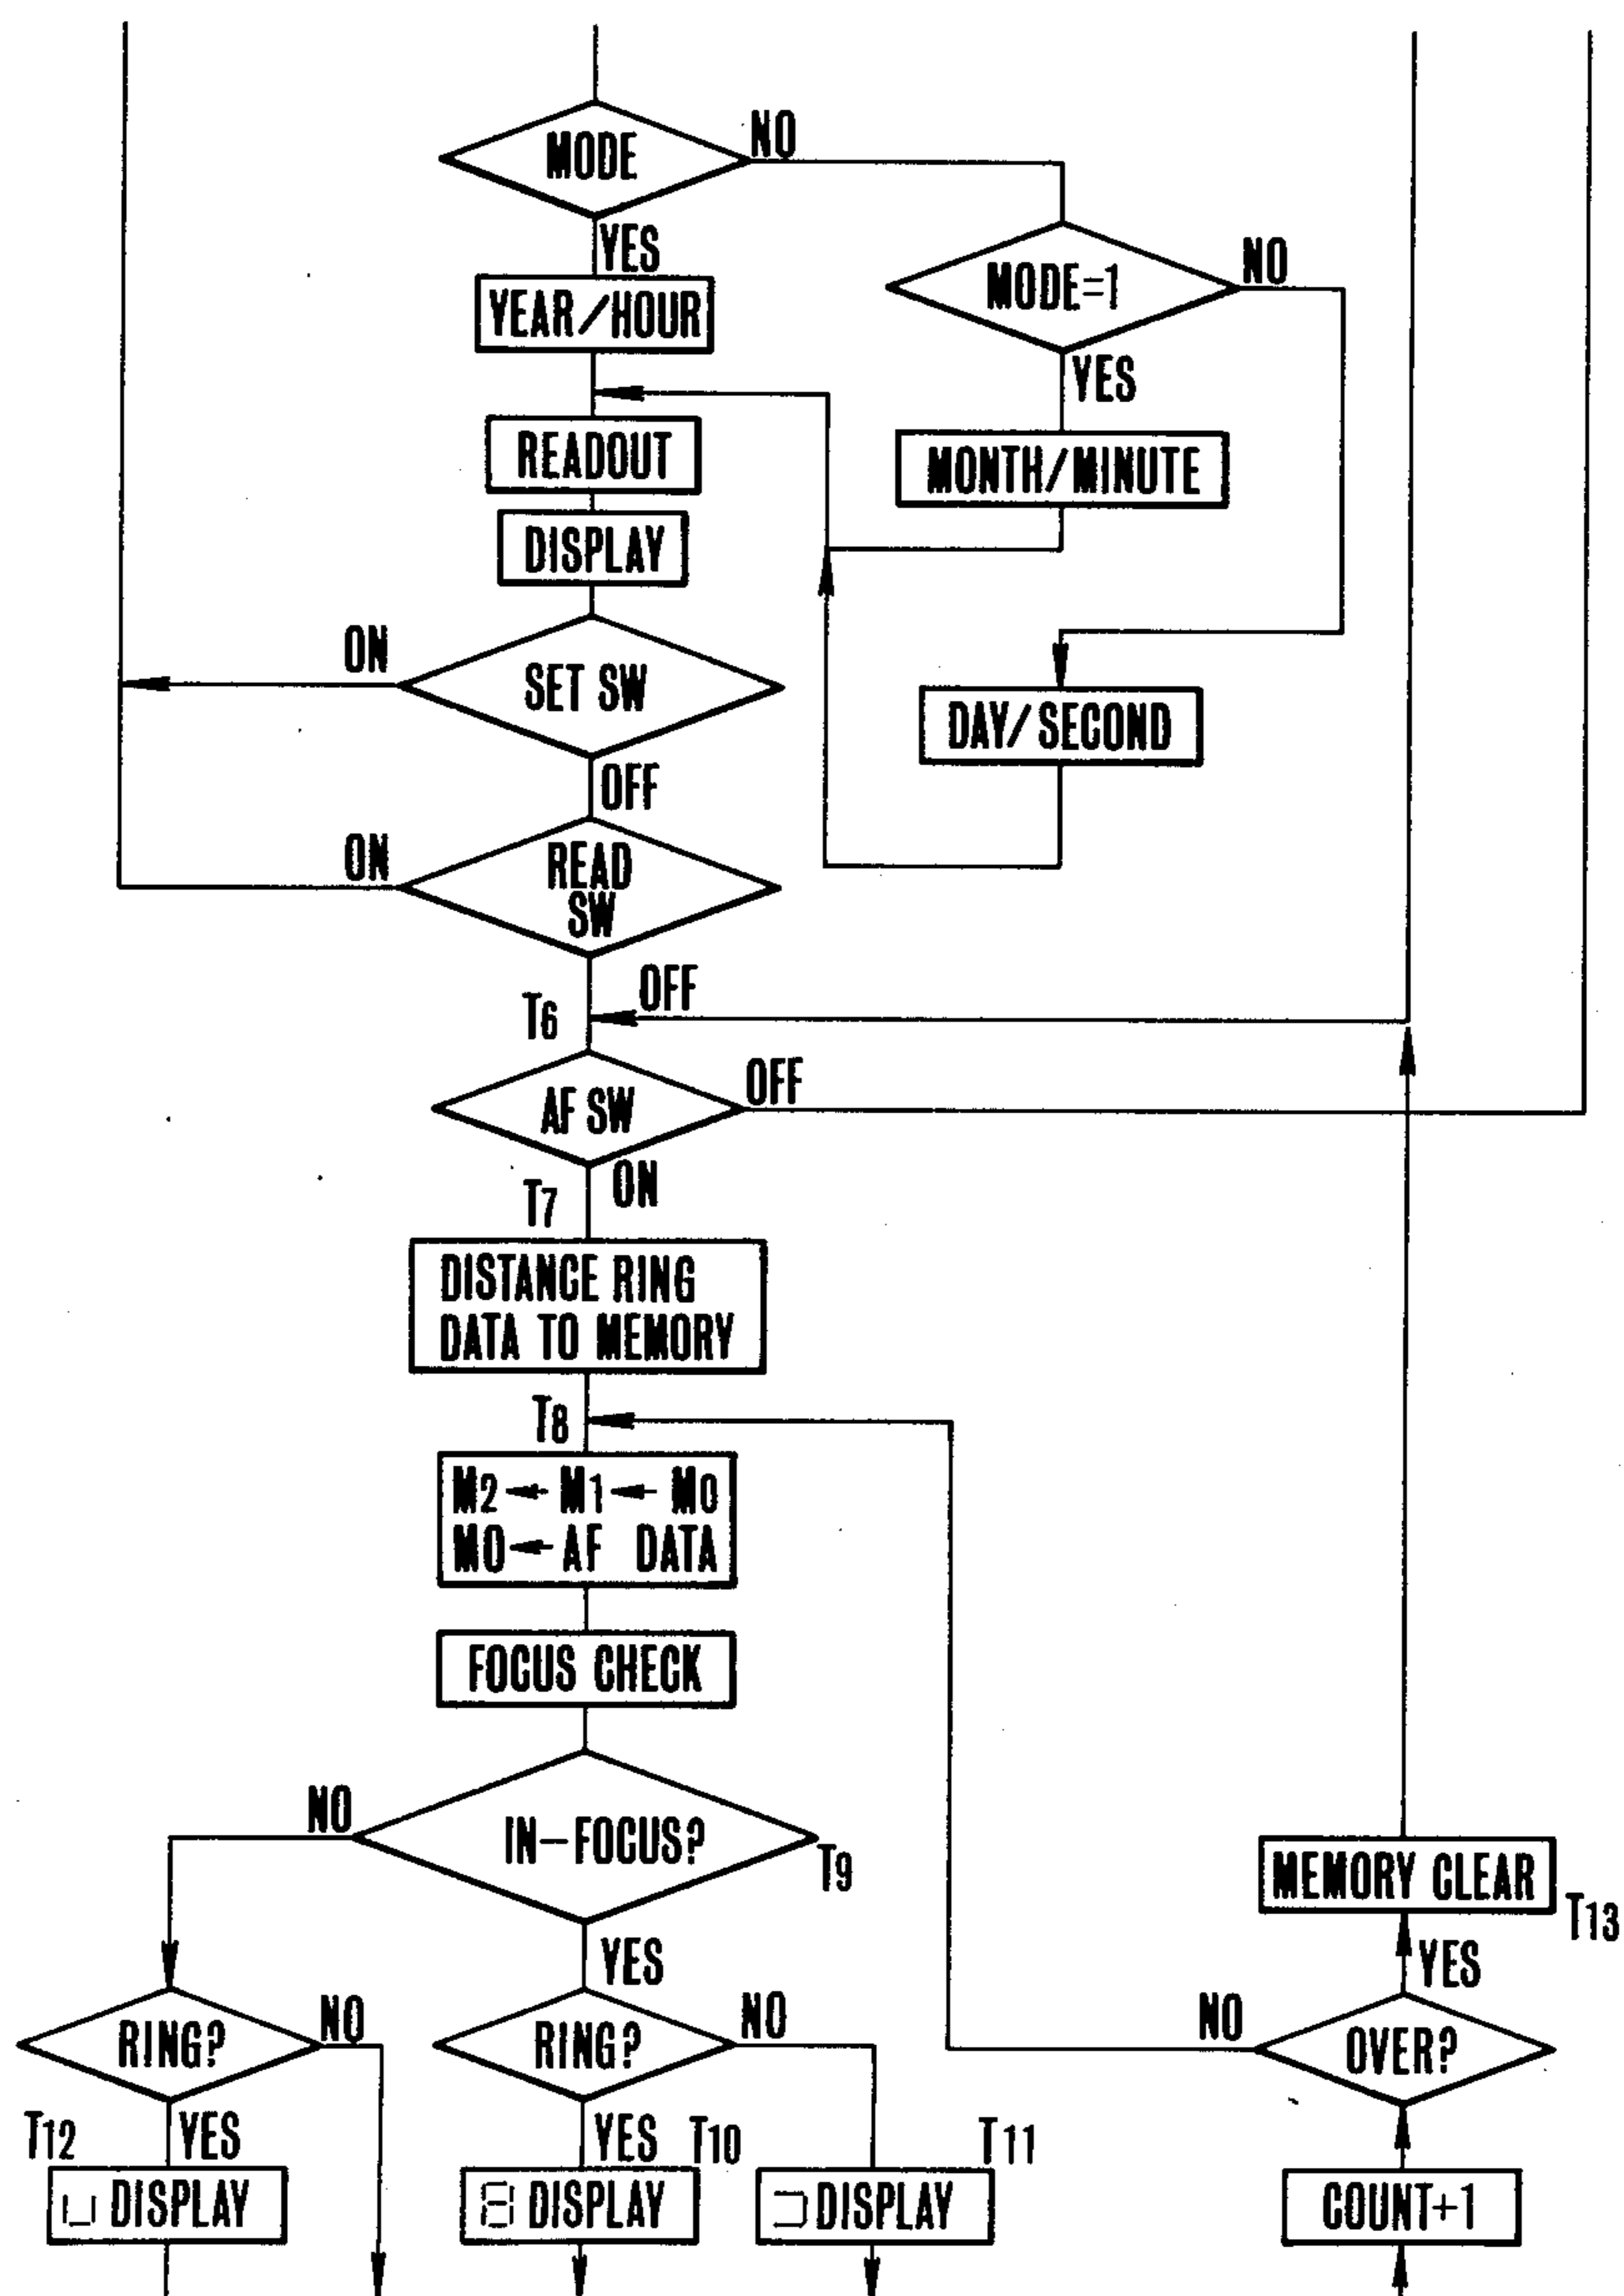 MODE
NO
YES
MODE=1
NO
YEAR/HOUR
YES
READOUT
MONTH/MINUTE
DISPLAY
ON
SET SW
DAY/SECOND
OFF
ON
READ
SW
OFF
T6
AF SW
OFF
ON
T7
DISTANCE RING
DATA TO MEMORY
T8
M2←M1←M0
M0←AF DATA
FOCUS CHECK
NO
IN-FOCUS?
T9
MEMORY CLEAR
T13
YES
YES
RING?
NO
RING?
NO
NO
OVER?
T12
YES
YES
T10
T11
DISPLAY
DISPLAY
DISPLAY
COUNT+1